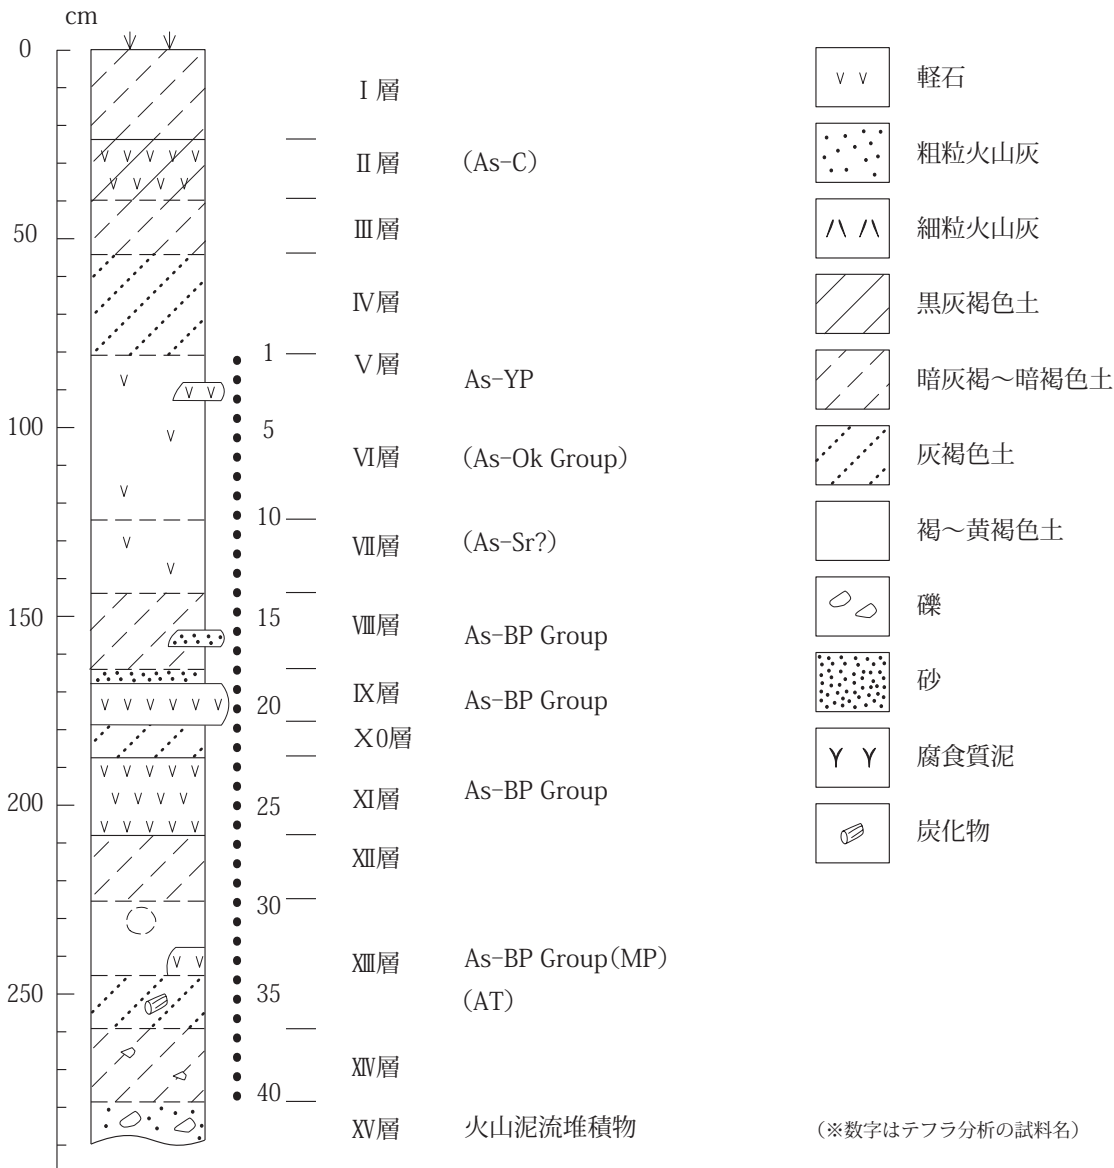 cm
0
50
100
150
200
250
1
5
10
15
20
25
30
35
40
Ⅰ層
Ⅱ層 (As-C)
Ⅲ層
Ⅳ層
Ⅴ層 As-YP
Ⅵ層 (As-Ok Group)
Ⅶ層 (As-Sr?)
Ⅷ層 As-BP Group
Ⅸ層 As-BP Group
Ⅹ0層
Ⅺ層 As-BP Group
Ⅻ層
XⅢ層 As-BP Group(MP)
(AT)
XⅣ層
XⅤ層 火山泥流堆積物
軽石
粗粒火山灰
細粒火山灰
黒灰褐色土
暗灰褐～暗褐色土
灰褐色土
褐～黄褐色土
礫
砂
腐食質泥
炭化物
(※数字はテフラ分析の試料名)